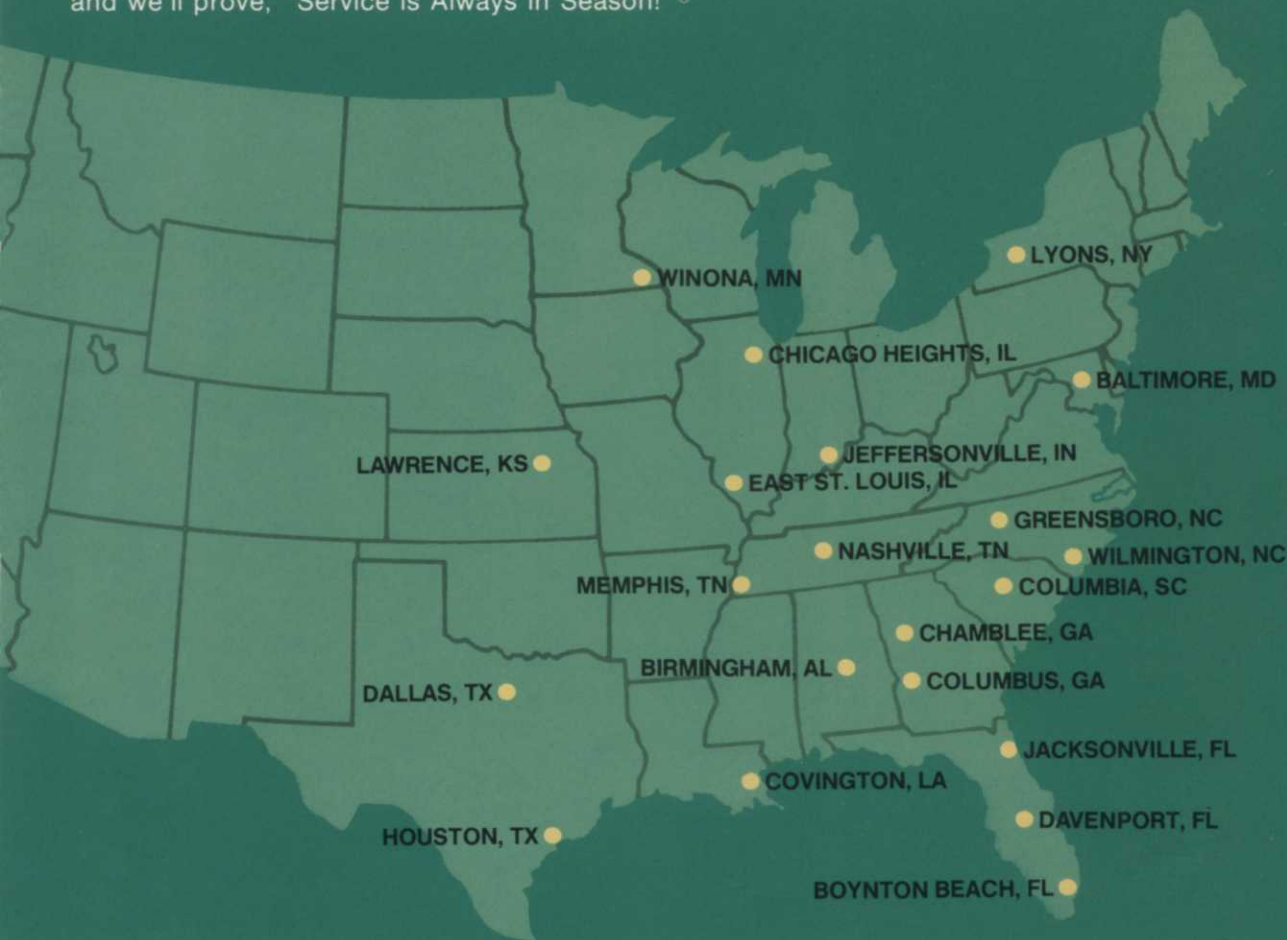 and we'll prove, "Service is Always in Season!"®
LYONS, NY
WINONA, MN
CHICAGO HEIGHTS, IL
BALTIMORE, MD
JEFFERSONVILLE, IN
LAWRENCE, KS
EAST ST. LOUIS, IL
GREENSBORO, NC
NASHVILLE, TN
WILMINGTON, NC
MEMPHIS, TN
COLUMBIA, SC
CHAMBLEE, GA
BIRMINGHAM, AL
COLUMBUS, GA
DALLAS, TX
JACKSONVILLE, FL
COVINGTON, LA
DAVENPORT, FL
HOUSTON, TX
BOYNTON BEACH, FL